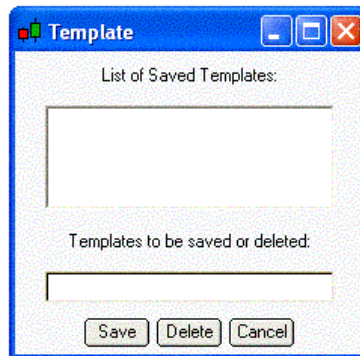 Template
List of Saved Templates:
Templates to be saved or deleted:
Save Delete Cancel